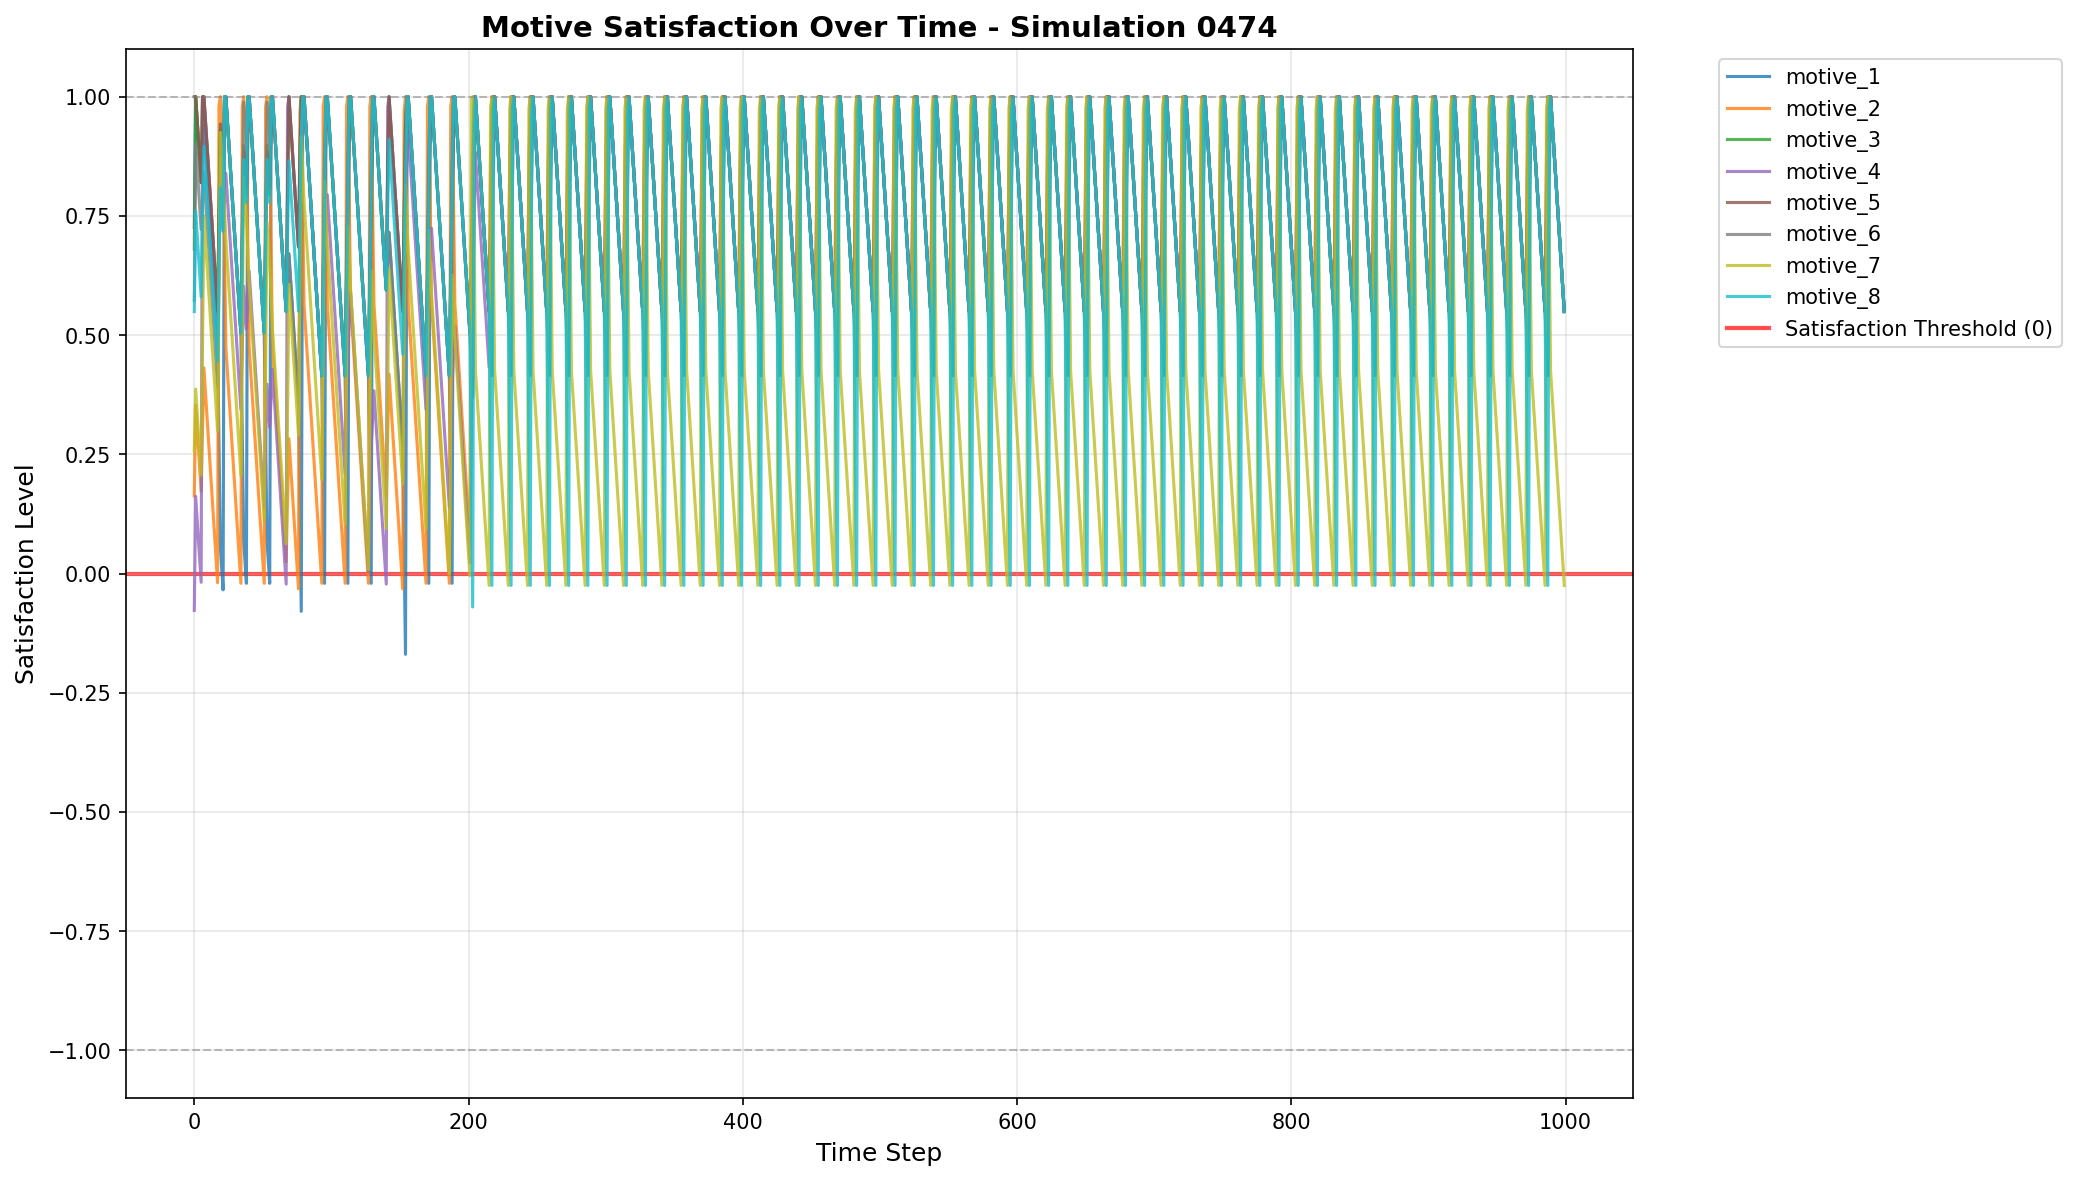 Motive Satisfaction Over Time - Simulation 0474
Satisfaction Level
1.00
0.75
0.50
0.25
0.00
−0.25
−0.50
−0.75
−1.00
0
200
400
600
800
1000
Time Step
motive_1
motive_2
motive_3
motive_4
motive_5
motive_6
motive_7
motive_8
Satisfaction Threshold (0)